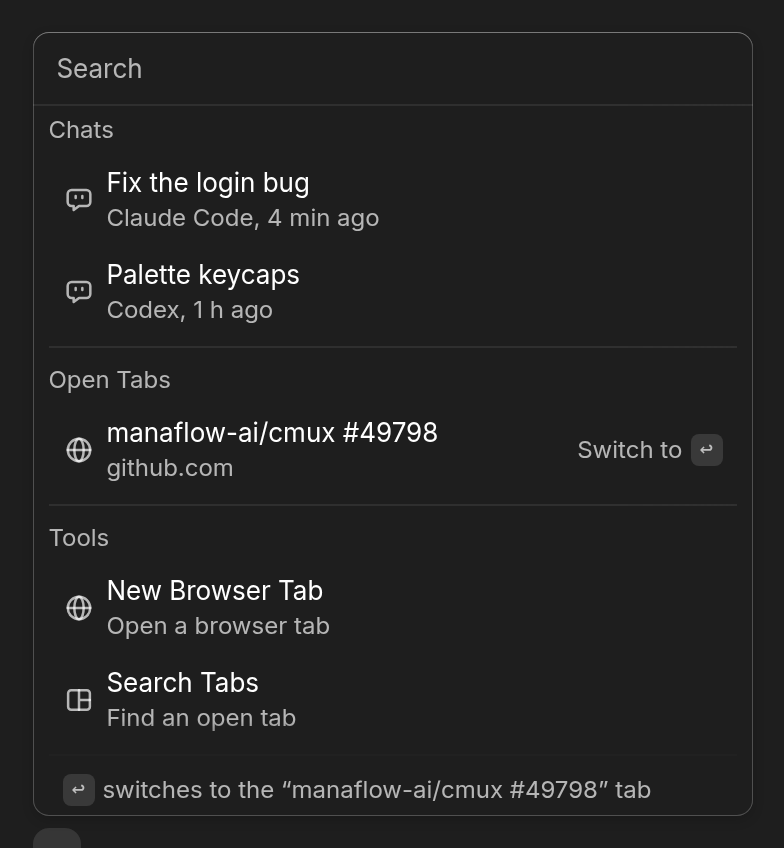 Search
Chats
Fix the login bug
Claude Code, 4 min ago
Palette keycaps
Codex, 1 h ago
Open Tabs
manaflow-ai/cmux #49798
github.com
Switch to ↩
Tools
New Browser Tab
Open a browser tab
Search Tabs
Find an open tab
↩ switches to the “manaflow-ai/cmux #49798” tab